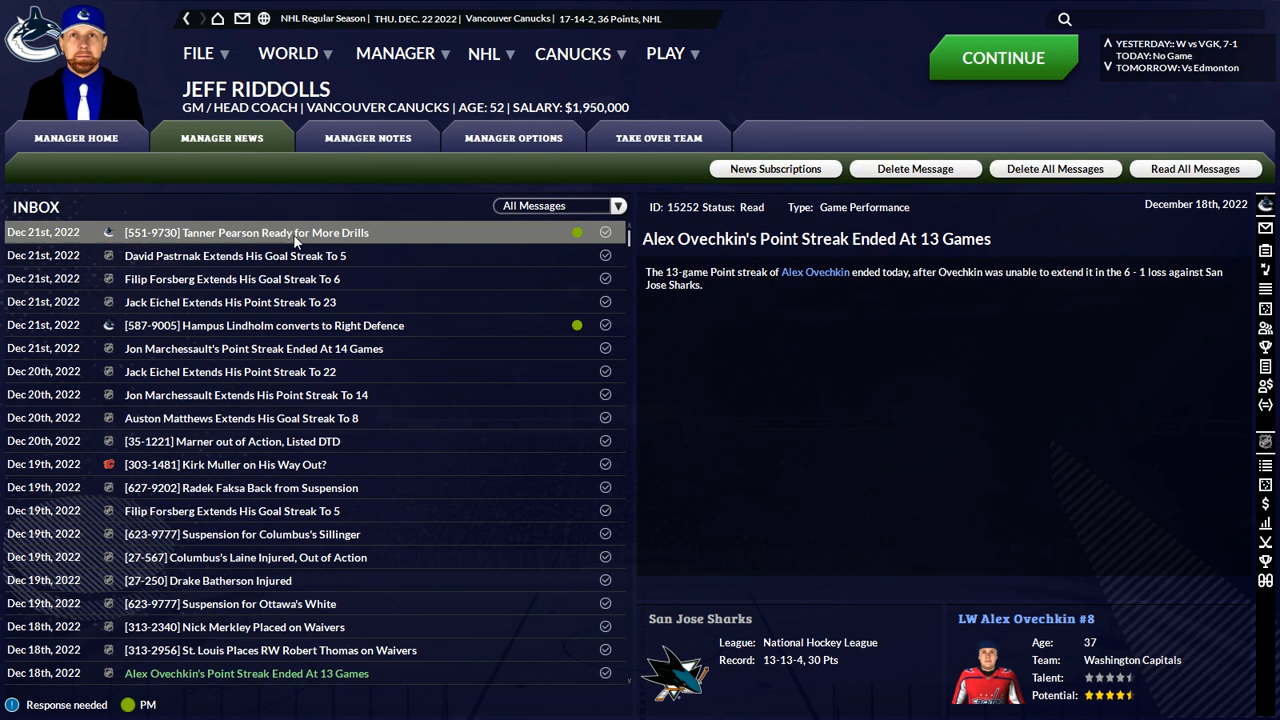 NHL Regular Season | THU. DEC. 22 2022 | Vancouver Canucks | 17-14-2, 36 Points, NHL
FILE WORLD MANAGER NHL CANUCKS PLAY
CONTINUE
YESTERDAY:: W vs VGK, 7-1
TODAY: No Game
TOMORROW: Vs Edmonton
JEFF RIDDOLLS
GM / HEAD COACH | VANCOUVER CANUCKS | AGE: 52 | SALARY: $1,950,000
MANAGER HOME MANAGER NEWS MANAGER NOTES MANAGER OPTIONS TAKE OVER TEAM
News Subscriptions Delete Message Delete All Messages Read All Messages
INBOX All Messages
Dec 21st, 2022 [551-9730] Tanner Pearson Ready for More Drills
Dec 21st, 2022 David Pastrnak Extends His Goal Streak To 5
Dec 21st, 2022 Filip Forsberg Extends His Goal Streak To 6
Dec 21st, 2022 Jack Eichel Extends His Point Streak To 23
Dec 21st, 2022 [587-9005] Hampus Lindholm converts to Right Defence
Dec 21st, 2022 Jon Marchessault's Point Streak Ended At 14 Games
Dec 20th, 2022 Jack Eichel Extends His Point Streak To 22
Dec 20th, 2022 Jon Marchessault Extends His Point Streak To 14
Dec 20th, 2022 Auston Matthews Extends His Goal Streak To 8
Dec 20th, 2022 [35-1221] Marner out of Action, Listed DTD
Dec 19th, 2022 [303-1481] Kirk Muller on His Way Out?
Dec 19th, 2022 [627-9202] Radek Faksa Back from Suspension
Dec 19th, 2022 Filip Forsberg Extends His Goal Streak To 5
Dec 19th, 2022 [623-9777] Suspension for Columbus's Sillinger
Dec 19th, 2022 [27-567] Columbus's Laine Injured, Out of Action
Dec 19th, 2022 [27-250] Drake Batherson Injured
Dec 19th, 2022 [623-9777] Suspension for Ottawa's White
Dec 18th, 2022 [313-2340] Nick Merkley Placed on Waivers
Dec 18th, 2022 [313-2956] St. Louis Places RW Robert Thomas on Waivers
Dec 18th, 2022 Alex Ovechkin's Point Streak Ended At 13 Games
Response needed PM
ID: 15252 Status: Read Type: Game Performance December 18th, 2022
Alex Ovechkin's Point Streak Ended At 13 Games
The 13-game Point streak of Alex Ovechkin ended today, after Ovechkin was unable to extend it in the 6 - 1 loss against San
Jose Sharks.
San Jose Sharks
League: National Hockey League
Record: 13-13-4, 30 Pts
LW Alex Ovechkin #8
Age: 37
Team: Washington Capitals
Talent:
Potential: